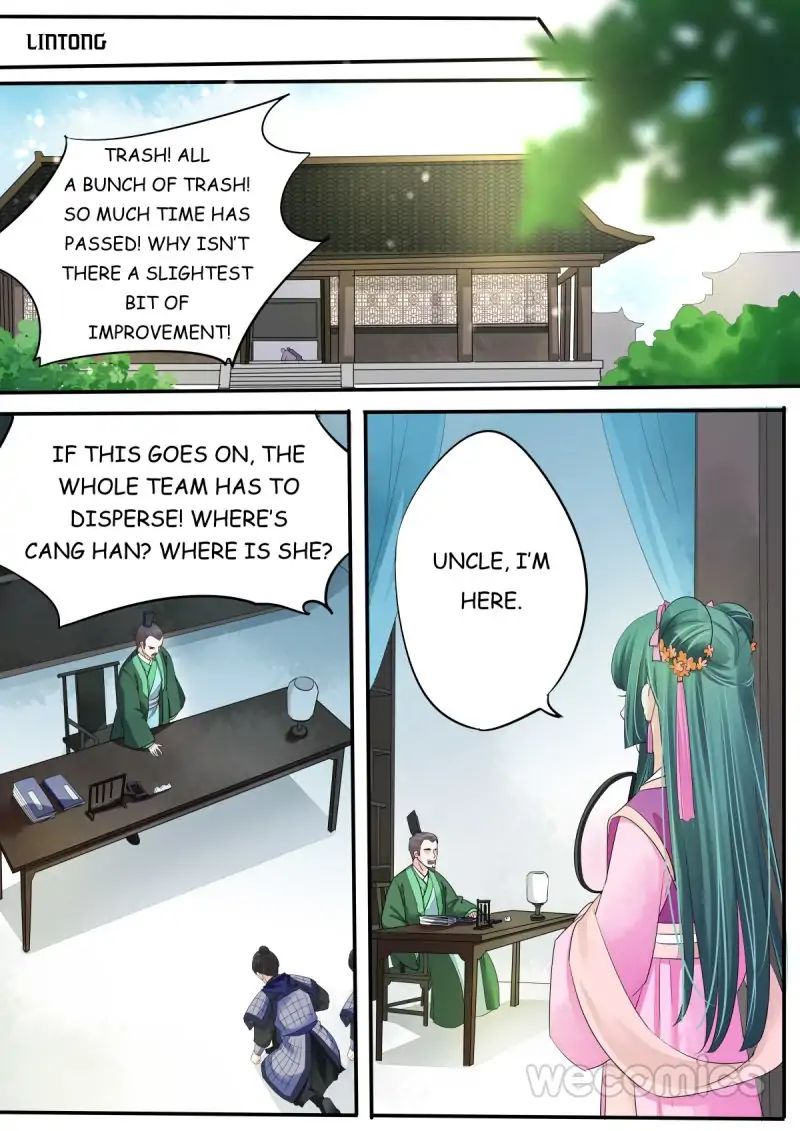 LINTONG
TRASH! ALL
A BUNCH OF TRASH!
SO MUCH TIME HAS
PASSED! WHY ISN'T
THERE A SLIGHTEST
BIT OF
IMPROVEMENT!
IF THIS GOES ON, THE
WHOLE TEAM HAS TO
DISPERSE! WHERE'S
CANG HAN? WHERE IS SHE?
UNCLE, I'M
HERE.
wecomics